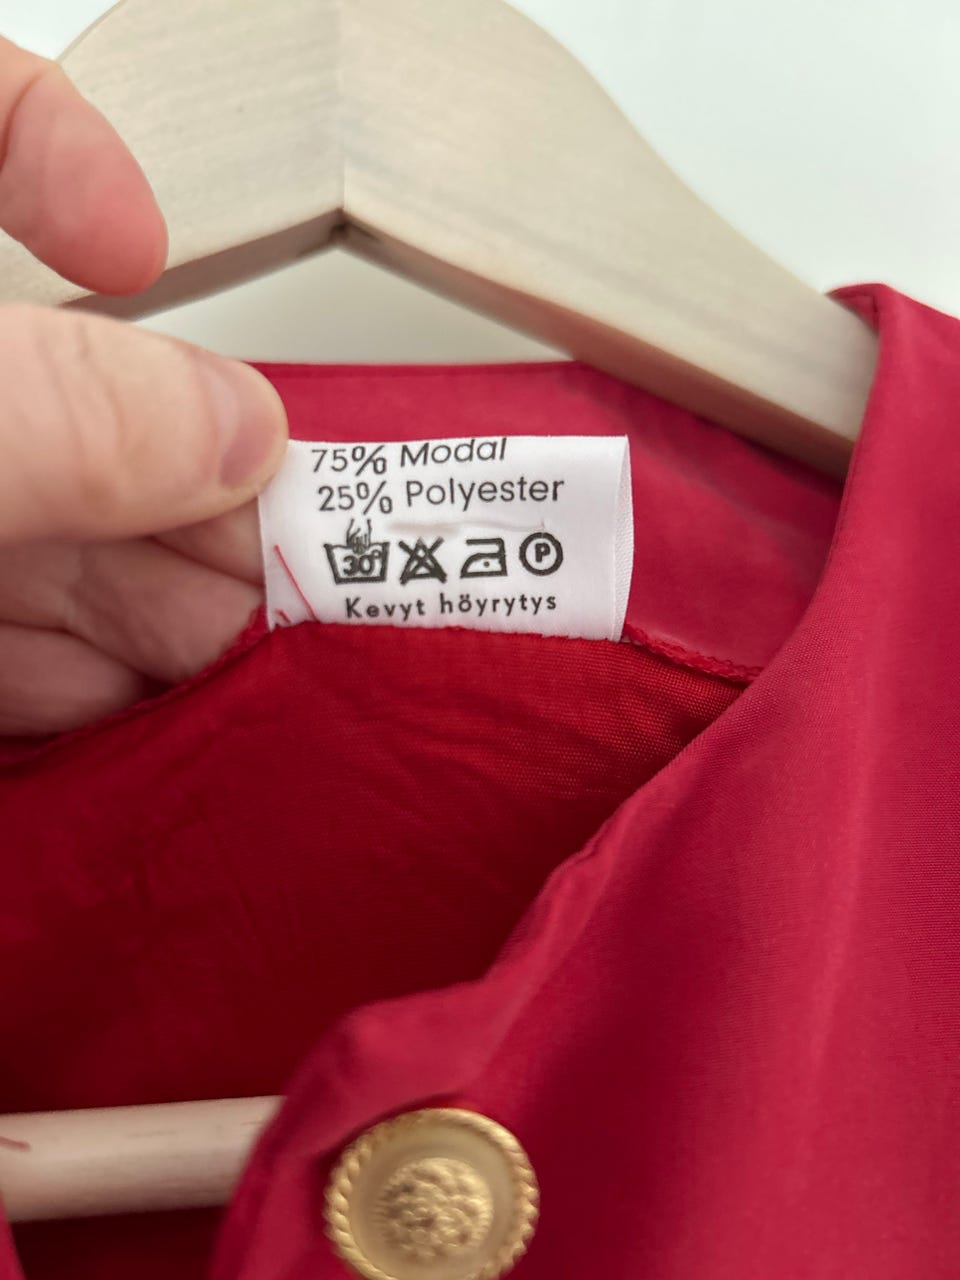 75% Modal
25% Polyester
30° P
Kevyt höyrytys